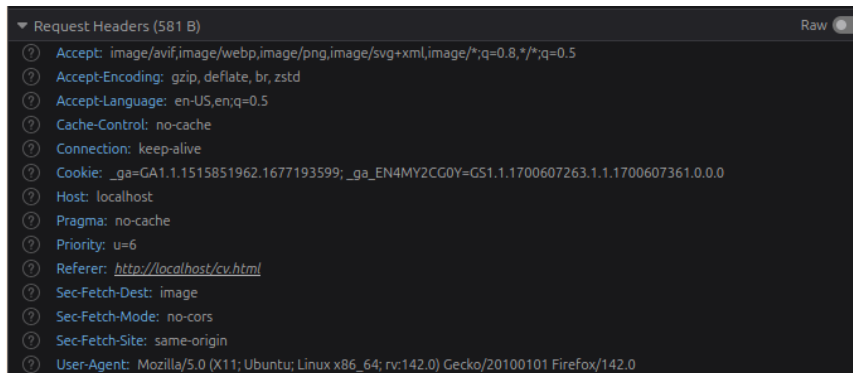 Request Headers (581 B) Raw
Accept: image/avif,image/webp,image/png,image/svg+xml,image/*;q=0.8,*/*;q=0.5
Accept-Encoding: gzip, deflate, br, zstd
Accept-Language: en-US,en;q=0.5
Cache-Control: no-cache
Connection: keep-alive
Cookie: _ga=GA1.1.1515851962.1677193599; _ga_EN4MY2CG0Y=GS1.1.1700607263.1.1.1700607361.0.0.0
Host: localhost
Pragma: no-cache
Priority: u=6
Referer: http://localhost/cv.html
Sec-Fetch-Dest: image
Sec-Fetch-Mode: no-cors
Sec-Fetch-Site: same-origin
User-Agent: Mozilla/5.0 (X11; Ubuntu; Linux x86_64; rv:142.0) Gecko/20100101 Firefox/142.0